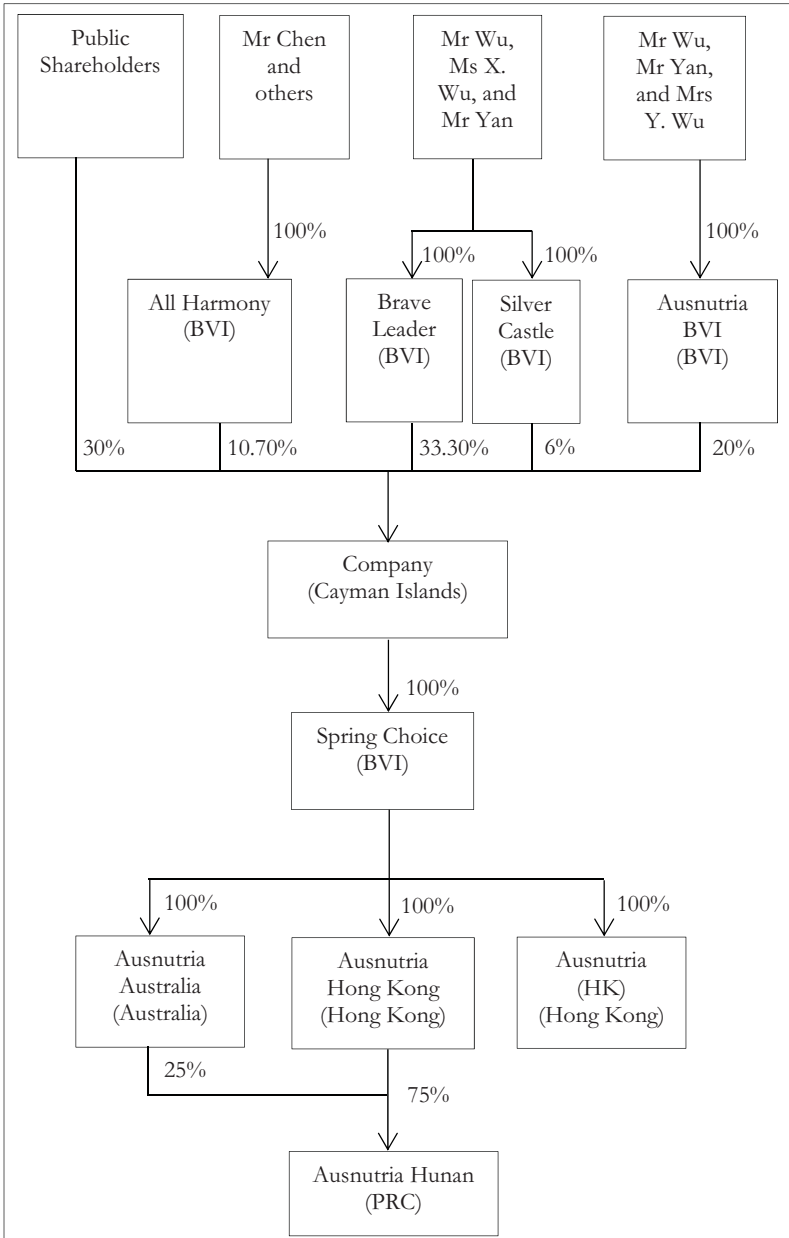 Public
Shareholders
Mr Chen
and
others
Mr Wu,
Ms X.
Wu, and
Mr Yan
Mr Wu,
Mr Yan,
and Mrs
Y. Wu
100%
100%
100%
100%
All Harmony
(BVI)
Brave
Leader
(BVI)
Silver
Castle
(BVI)
Ausnutria
BVI
(BVI)
30%
10.70%
33.30%
6%
20%
Company
(Cayman Islands)
100%
Spring Choice
(BVI)
100%
100%
100%
Ausnutria
Australia
(Australia)
Ausnutria
Hong Kong
(Hong Kong)
Ausnutria
(HK)
(Hong Kong)
25%
75%
Ausnutria Hunan
(PRC)